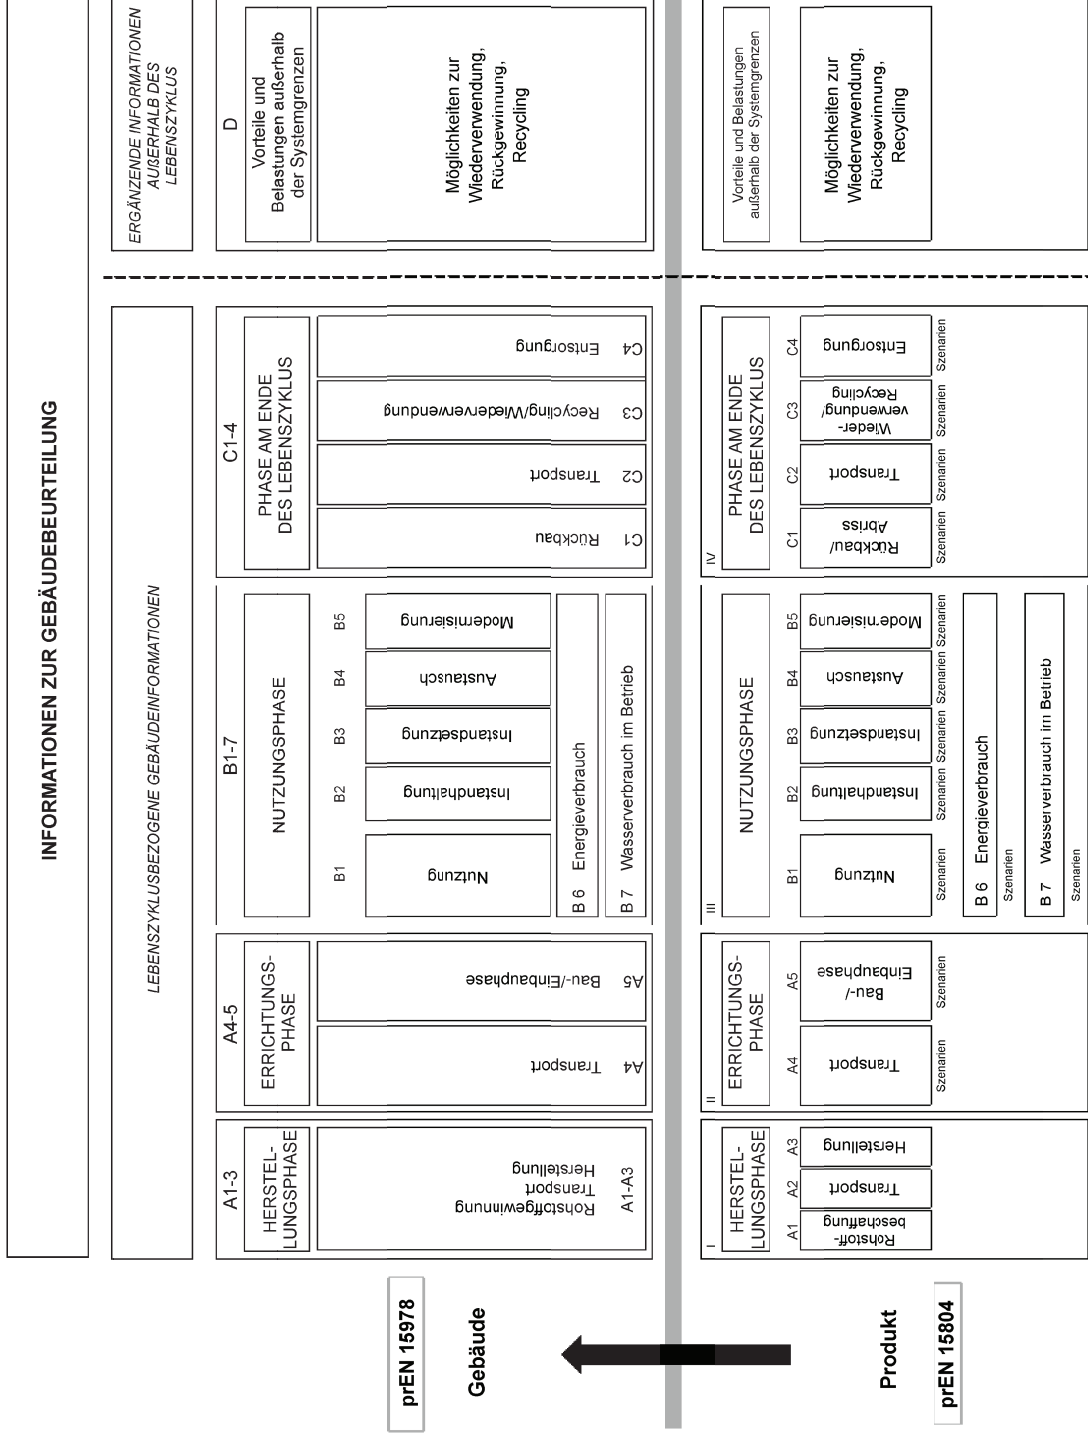 INFORMATIONEN ZUR GEBÄUDEBEURTEILUNG
LEBENSZYKLUSBEZOGENE GEBÄUDEINFORMATIONEN
ERGÄNZENDE INFORMATIONEN
AUßERHALB DES
LEBENSZYKLUS
prEN 15978
Gebäude
A1-3
HERSTEL-
LUNGSPHASE
Rohstoffgewinnung
Transport
Herstellung
A1-A3
A4-5
ERRICHTUNGS-
PHASE
A4 Transport
A5 Bau-/Einbauphase
B1-7
NUTZUNGSPHASE
B1
Nutzung
B2
Instandhaltung
B3
Instandsetzung
B4
Austausch
B5
Modernisierung
B 6 Energieverbrauch
B 7 Wasserverbrauch im Betrieb
C1-4
PHASE AM ENDE
DES LEBENSZYKLUS
C1 Rückbau
C2 Transport
C3 Recycling/Wiederverwendung
C4 Entsorgung
D
Vorteile und
Belastungen außerhalb
der Systemgrenzen
Möglichkeiten zur
Wiederverwendung,
Rückgewinnung,
Recycling
Produkt
prEN 15804
I
HERSTEL-
LUNGSPHASE
A1
Rohstoff-
beschaffung
A2
Transport
A3
Herstellung
II
ERRICHTUNGS-
PHASE
A4
Transport
Szenarien
A5
Bau-/-
Einbauphase
Szenarien
III
NUTZUNGSPHASE
B1
Nutzung
Szenarien
B2
Instandhaltung
Szenarien
B3
Instandsetzung
Szenarien
B4
Austausch
Szenarien
B5
Modernisierung
Szenarien
B 6 Energieverbrauch
Szenarien
B 7 Wasserverbrauch im Betrieb
Szenarien
IV
PHASE AM ENDE
DES LEBENSZYKLUS
C1
Rückbau/
Abriss
Szenarien
C2
Transport
Szenarien
C3
Wieder-
verwendung/
Recycling
Szenarien
C4
Entsorgung
Szenarien
Vorteile und Belastungen
außerhalb der Systemgrenzen
Möglichkeiten zur
Wiederverwendung,
Rückgewinnung,
Recycling